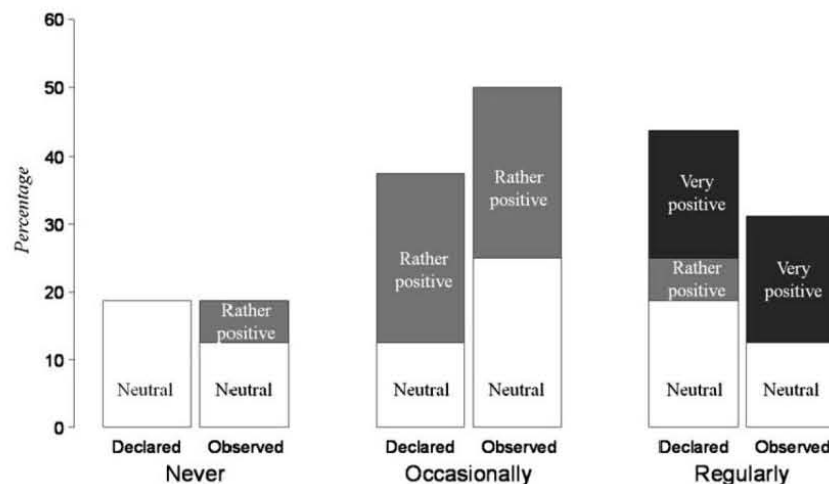 60
50
40
30
20
10
0
Percentage
Neutral
Rather
positive
Neutral
Rather
positive
Neutral
Rather
positive
Neutral
Very
positive
Rather
positive
Neutral
Very
positive
Neutral
Declared Observed Declared Observed Declared Observed
Never Occasionally Regularly